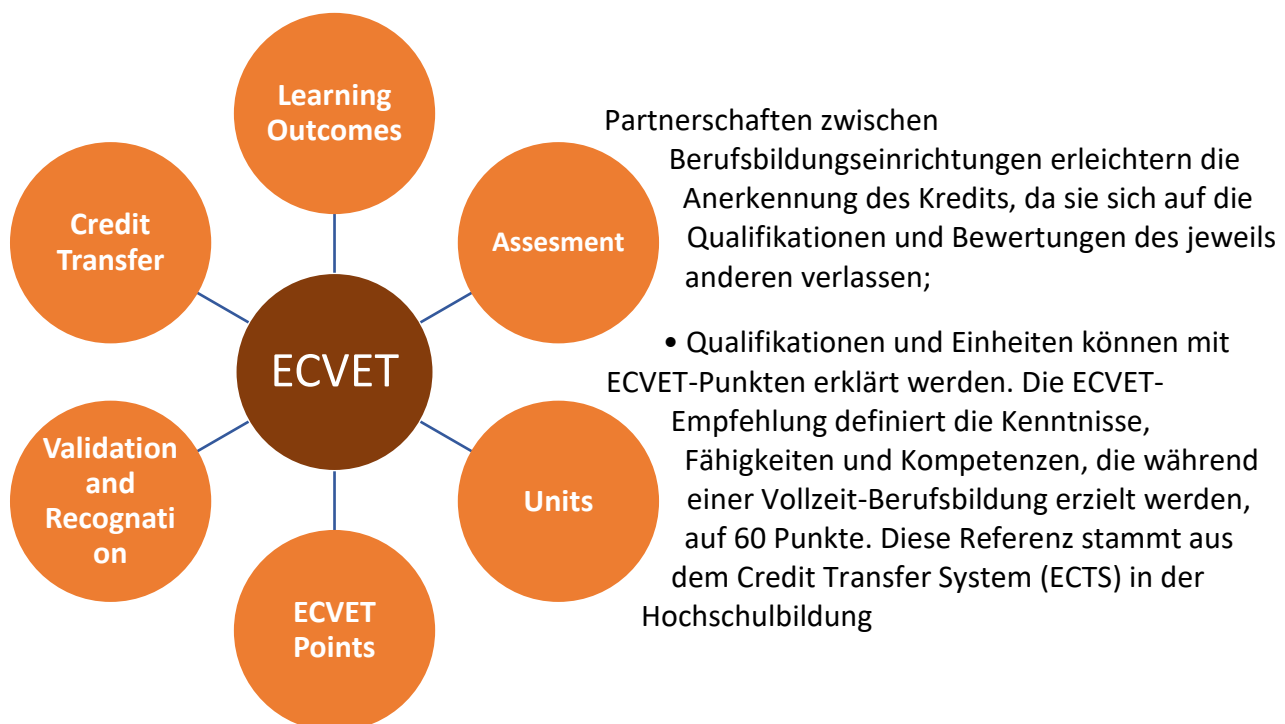 Learning
Outcomes
Credit
Transfer
Assesment
ECVET
Validation
and
Recognati
on
Units
ECVET
Points
Partnerschaften zwischen
Berufsbildungseinrichtungen erleichtern die
Anerkennung des Kredits, da sie sich auf die
Qualifikationen und Bewertungen des jeweils
anderen verlassen;
• Qualifikationen und Einheiten können mit
ECVET-Punkten erklärt werden. Die ECVET-
Empfehlung definiert die Kenntnisse,
Fähigkeiten und Kompetenzen, die während
einer Vollzeit-Berufsbildung erzielt werden,
auf 60 Punkte. Diese Referenz stammt aus
dem Credit Transfer System (ECTS) in der
Hochschulbildung